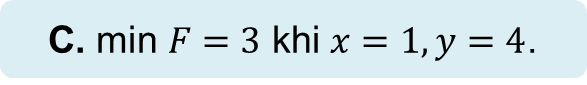 C. min F = 3 khi x = 1, y = 4.